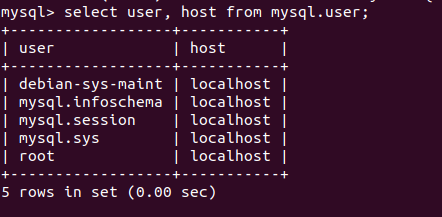 mysql> select user, host from mysql.user;
+------------------+-----------+
| user             | host      |
+------------------+-----------+
| debian-sys-maint | localhost |
| mysql.infoschema | localhost |
| mysql.session    | localhost |
| mysql.sys        | localhost |
| root             | localhost |
+------------------+-----------+
5 rows in set (0.00 sec)